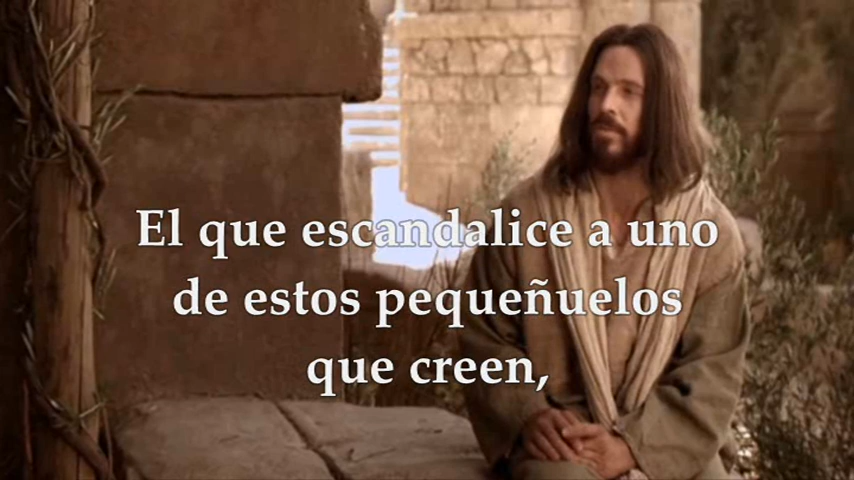 El que escandalice a uno
de estos pequeñuelos
que creen,